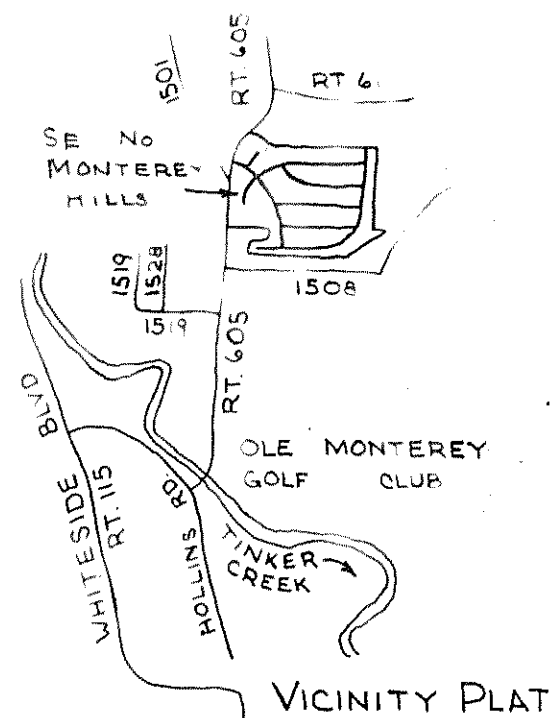 1501
RT. 605
RT 6
SE No
MONTEREY
HILLS
1519
1528
1508
1519
RT. 605
OLE MONTEREY
GOLF CLUB
WHITESIDE BLVD
RT. 115
HOLLINS RD.
TINKER
CREEK
VICINITY PLAT